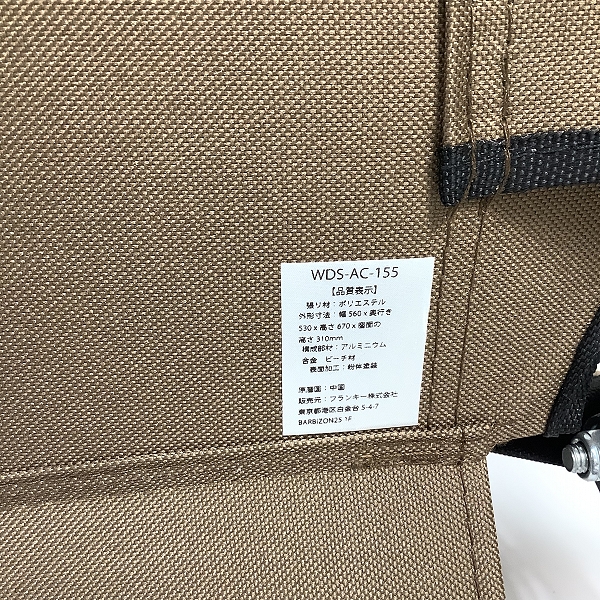 WDS-AC-155
【品質表示】
張り材：ポリエステル
外形寸法：幅 560 x 奥行き
530 x 高さ 670 x 座面の
高さ 310mm
構成部材：アルミニウム
合金 ビーチ材
表面加工：粉体塗装
原産国：中国
販売元：フランキー株式会社
東京都港区白金台 5-4-7
BARBiZON25